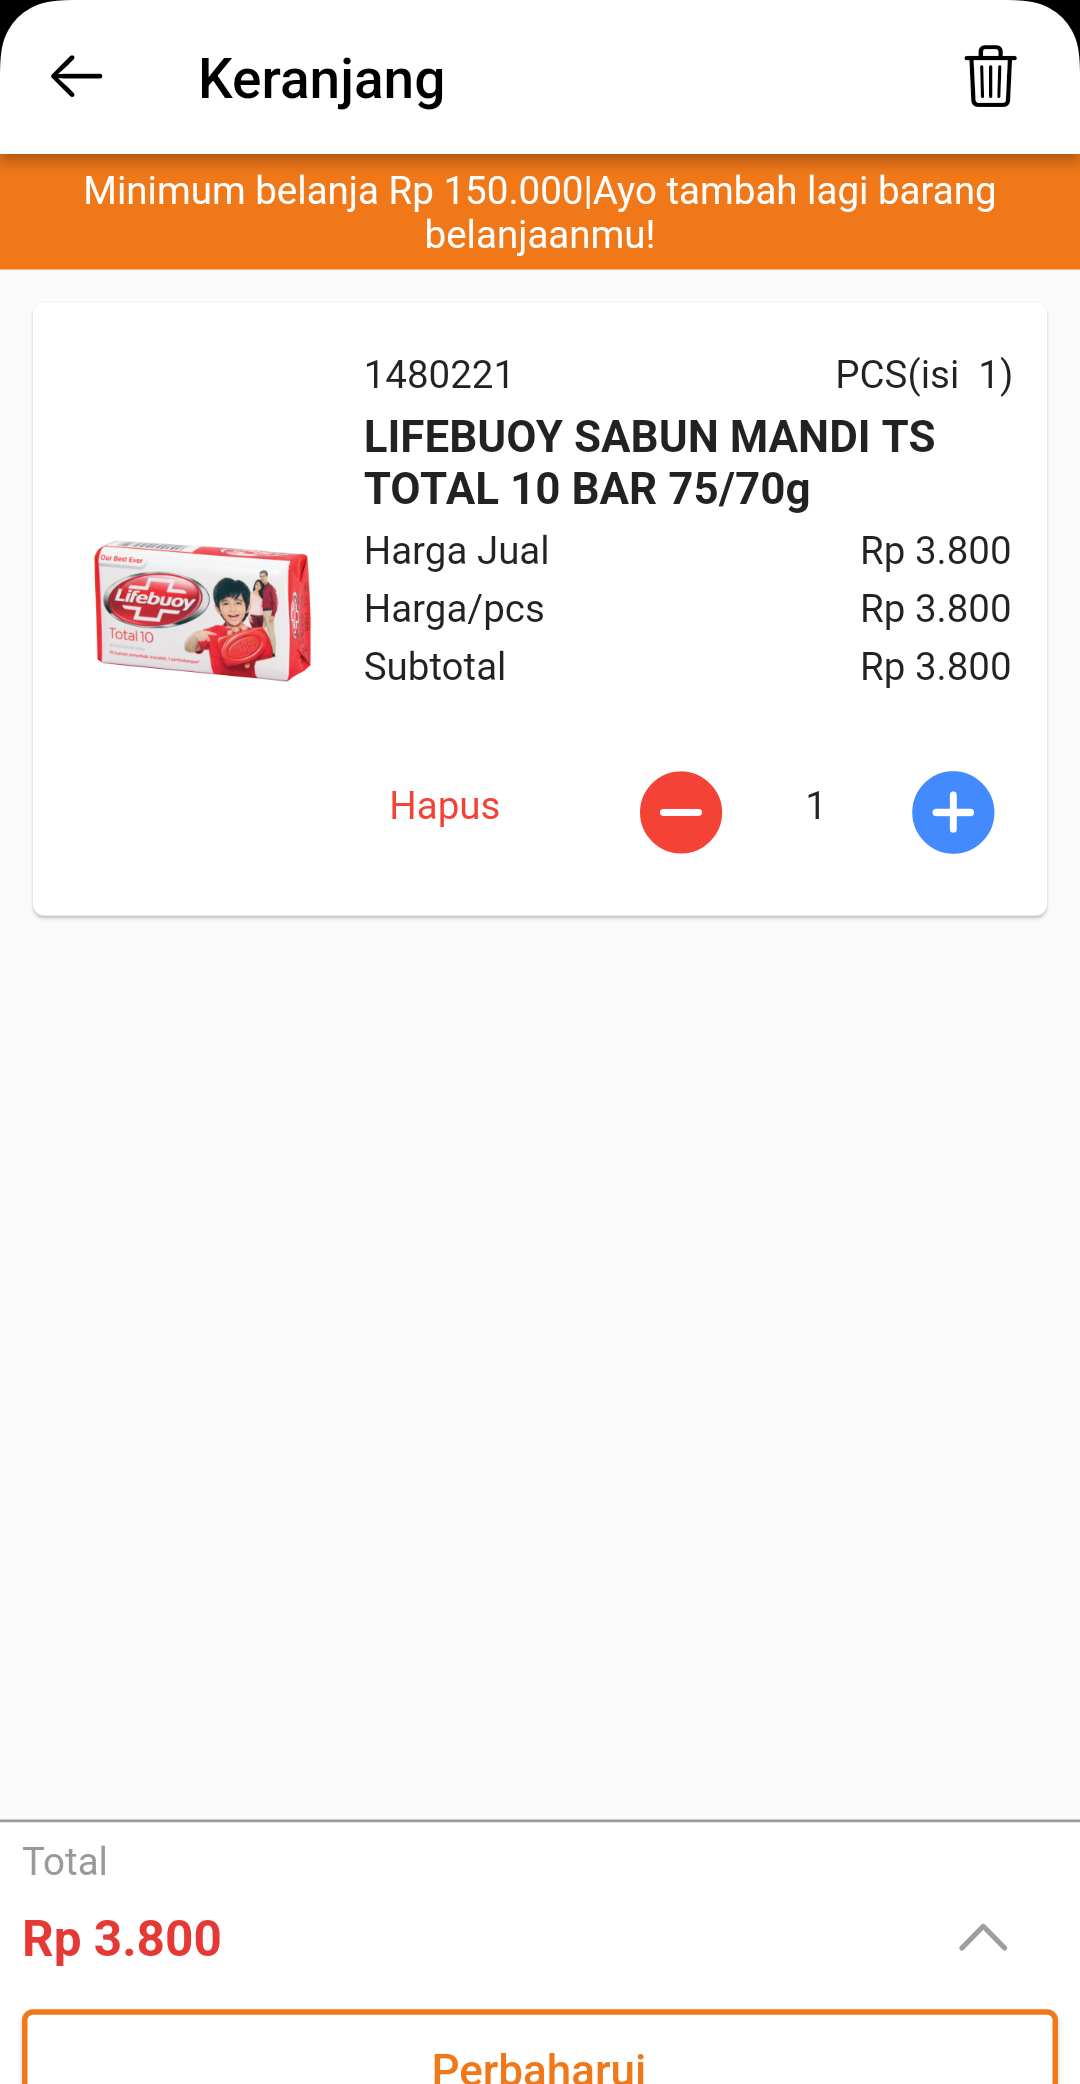 Keranjang
Minimum belanja Rp 150.000|Ayo tambah lagi barang
belanjaanmu!
1480221 PCS(isi  1)
LIFEBUOY SABUN MANDI TS
TOTAL 10 BAR 75/70g
Our Best Ever
Lifebuoy
Total 10
Harga Jual Rp 3.800
Harga/pcs Rp 3.800
Subtotal Rp 3.800
Hapus 1
Total
Rp 3.800
Perbaharui